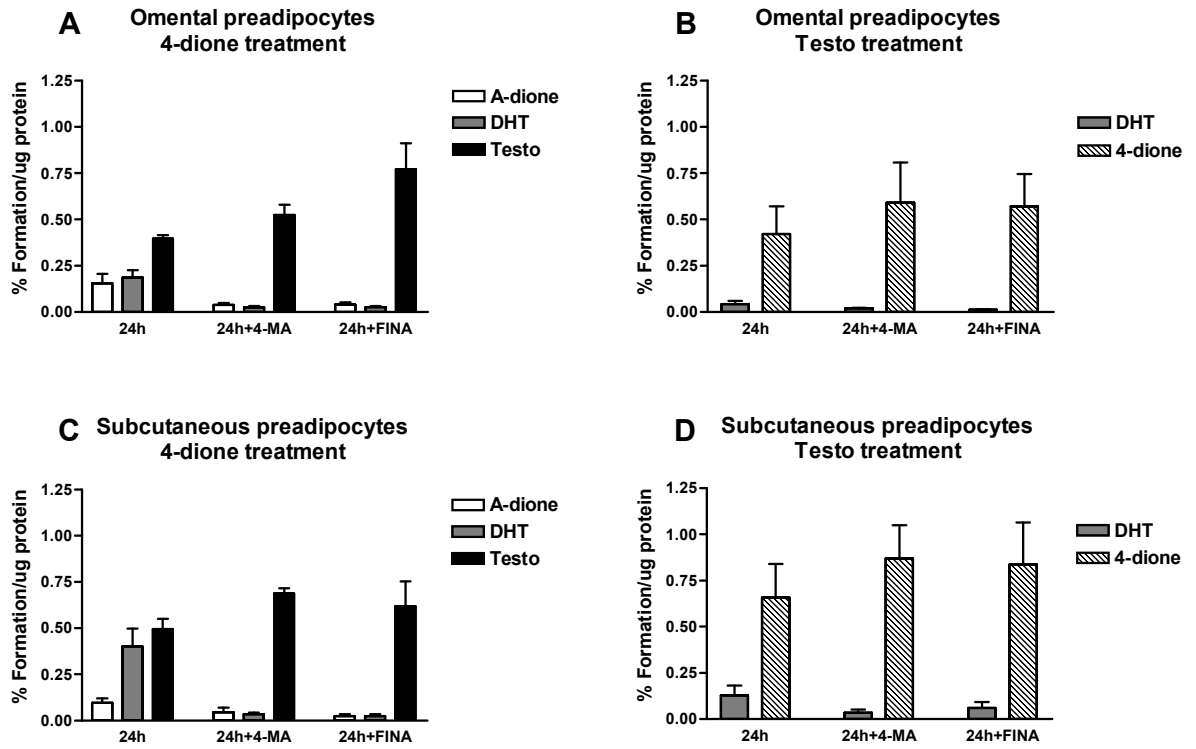 A
Omental preadipocytes
4-dione treatment
% Formation/ug protein
1.25
1.00
0.75
0.50
0.25
0.00
24h
24h+4-MA
24h+FINA
A-dione
DHT
Testo
B
Omental preadipocytes
Testo treatment
% Formation/ug protein
1.25
1.00
0.75
0.50
0.25
0.00
24h
24h+4-MA
24h+FINA
DHT
4-dione
C
Subcutaneous preadipocytes
4-dione treatment
% Formation/ug protein
1.25
1.00
0.75
0.50
0.25
0.00
24h
24h+4-MA
24h+FINA
A-dione
DHT
Testo
D
Subcutaneous preadipocytes
Testo treatment
% Formation/ug protein
1.25
1.00
0.75
0.50
0.25
0.00
24h
24h+4-MA
24h+FINA
DHT
4-dione